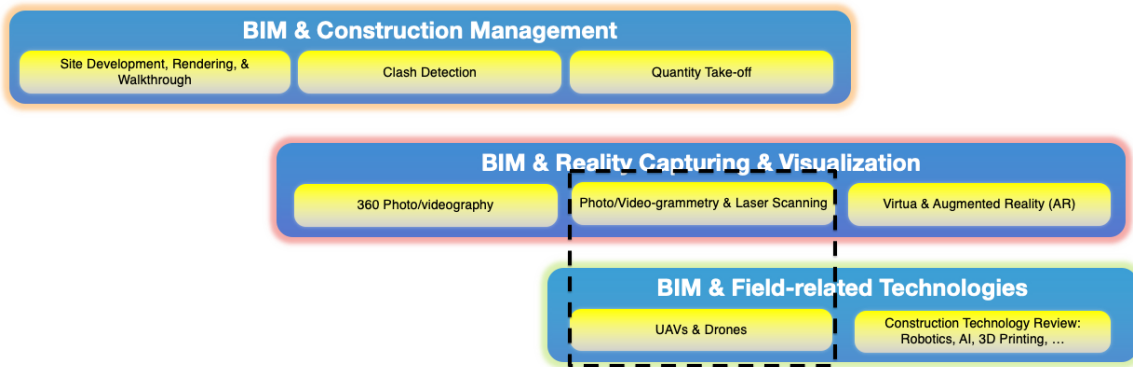 BIM & Construction Management
Site Development, Rendering, &
Walkthrough
Clash Detection
Quantity Take-off
BIM & Reality Capturing & Visualization
360 Photo/videography
Photo/Video-grammetry & Laser Scanning
Virtua & Augmented Reality (AR)
BIM & Field-related Technologies
UAVs & Drones
Construction Technology Review:
Robotics, AI, 3D Printing, …